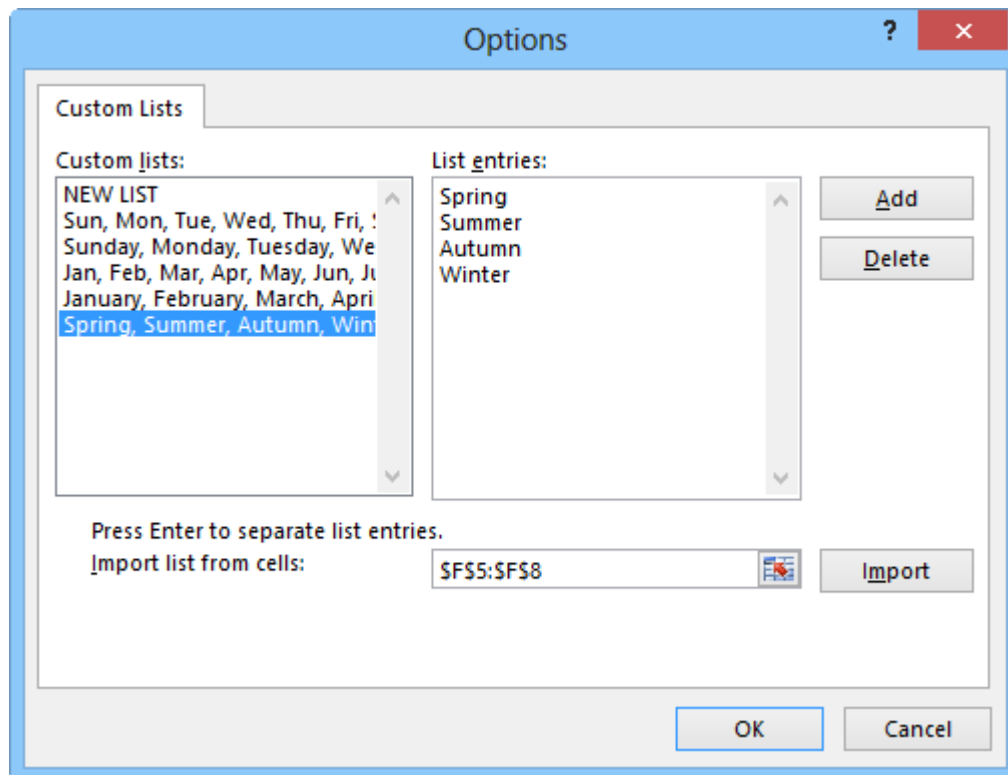 Options
?
Custom Lists
Custom lists:
NEW LIST
Sun, Mon, Tue, Wed, Thu, Fri,
Sunday, Monday, Tuesday, We
Jan, Feb, Mar, Apr, May, Jun, Ju
January, February, March, Apri
Spring, Summer, Autumn, Win
List entries:
Spring
Summer
Autumn
Winter
Add
Delete
Press Enter to separate list entries.
Import list from cells:
$F$5:$F$8
Import
OK
Cancel